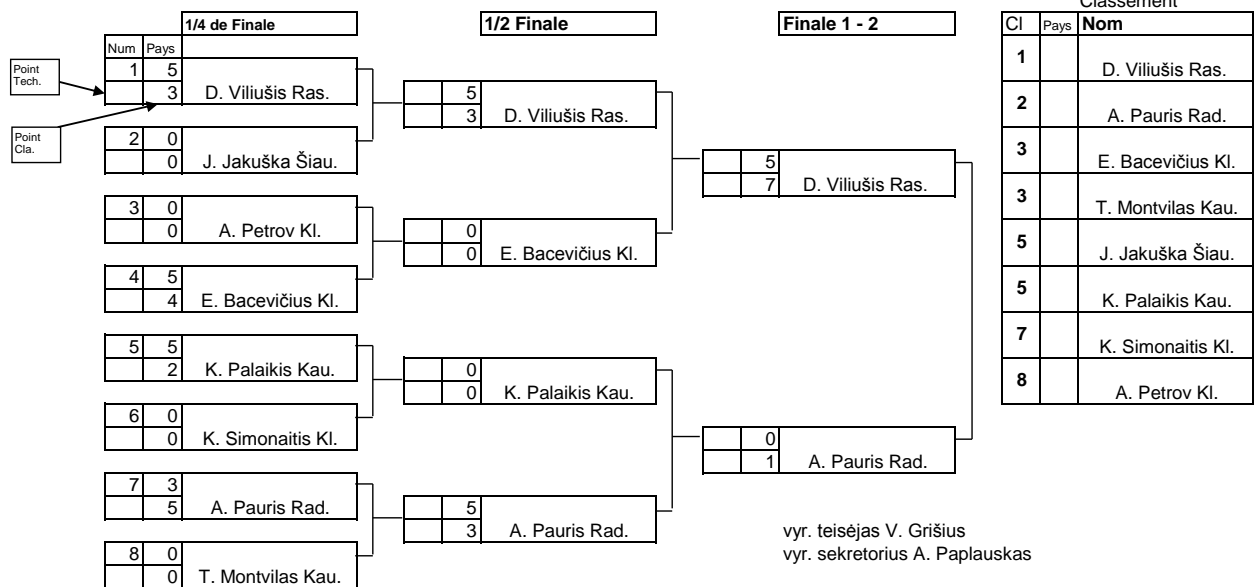 Classement
1/4 de Finale 1/2 Finale Finale 1 - 2 Cl Pays Nom
Num Pays
Point Tech.
Point Cla.
1 5
3 D. Viliušis Ras.
2 0
0 J. Jakuška Šiau.
3 0
0 A. Petrov Kl.
4 5
4 E. Bacevičius Kl.
5 5
2 K. Palaikis Kau.
6 0
0 K. Simonaitis Kl.
7 3
5 A. Pauris Rad.
8 0
0 T. Montvilas Kau.
5
3 D. Viliušis Ras.
0
0 E. Bacevičius Kl.
0
0 K. Palaikis Kau.
5
3 A. Pauris Rad.
5
7 D. Viliušis Ras.
0
1 A. Pauris Rad.
1 D. Viliušis Ras.
2 A. Pauris Rad.
3 E. Bacevičius Kl.
3 T. Montvilas Kau.
5 J. Jakuška Šiau.
5 K. Palaikis Kau.
7 K. Simonaitis Kl.
8 A. Petrov Kl.
vyr. teisėjas V. Grišius
vyr. sekretorius A. Paplauskas